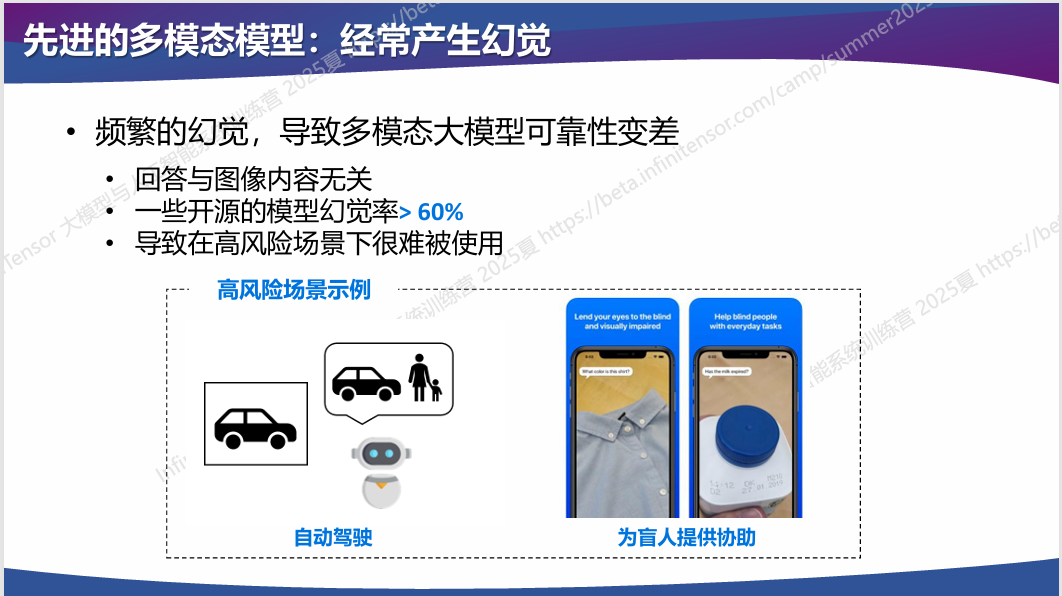 先进的多模态模型：经常产生幻觉
• 频繁的幻觉，导致多模态大模型可靠性变差
• 回答与图像内容无关
• 一些开源的模型幻觉率> 60%
• 导致在高风险场景下很难被使用
高风险场景示例
Lend your eyes to the blind
and visually impaired
What color is this shirt?
Help blind people
with everyday tasks
Has the milk expired?
14:12 DK
27 01 2019
自动驾驶
为盲人提供协助
InfiniTensor 大模型与人工智能系统训练营 2025夏 https://beta.infinitensor.com/camp/summer2025